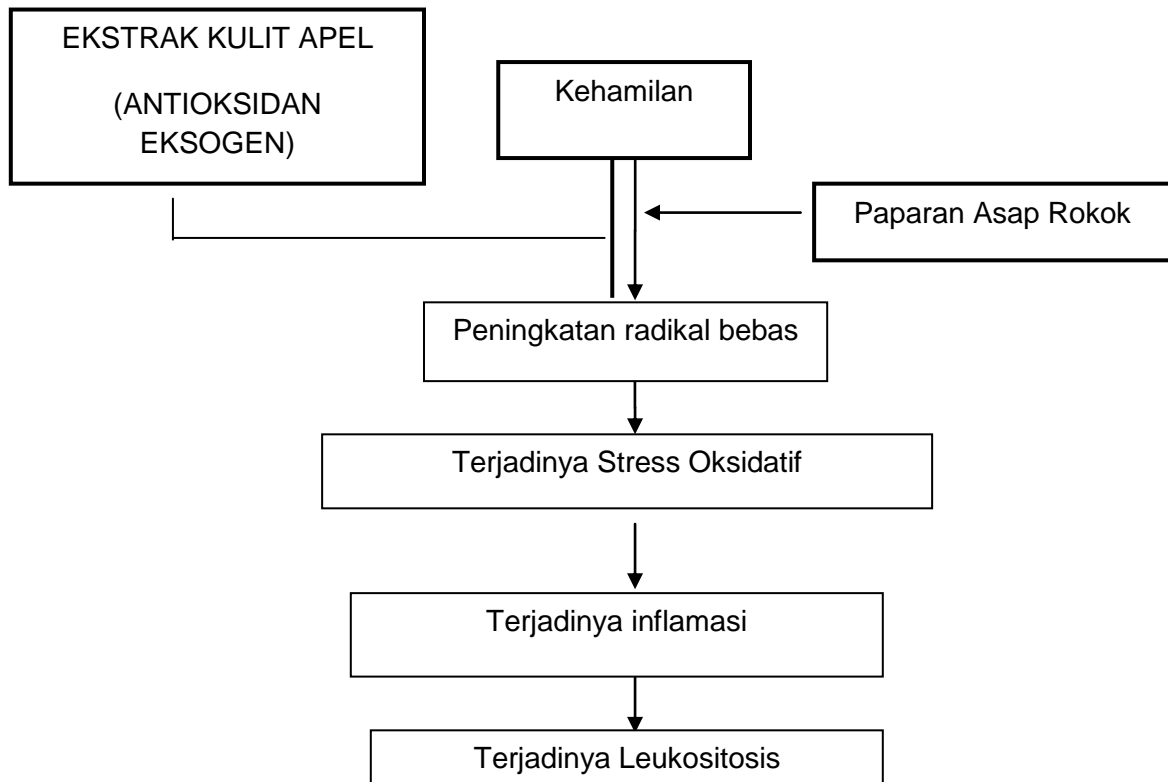 EKSTRAK KULIT APEL
(ANTIOKSIDAN
EKSOGEN)
Kehamilan
Paparan Asap Rokok
Peningkatan radikal bebas
Terjadinya Stress Oksidatif
Terjadinya inflamasi
Terjadinya Leukositosis